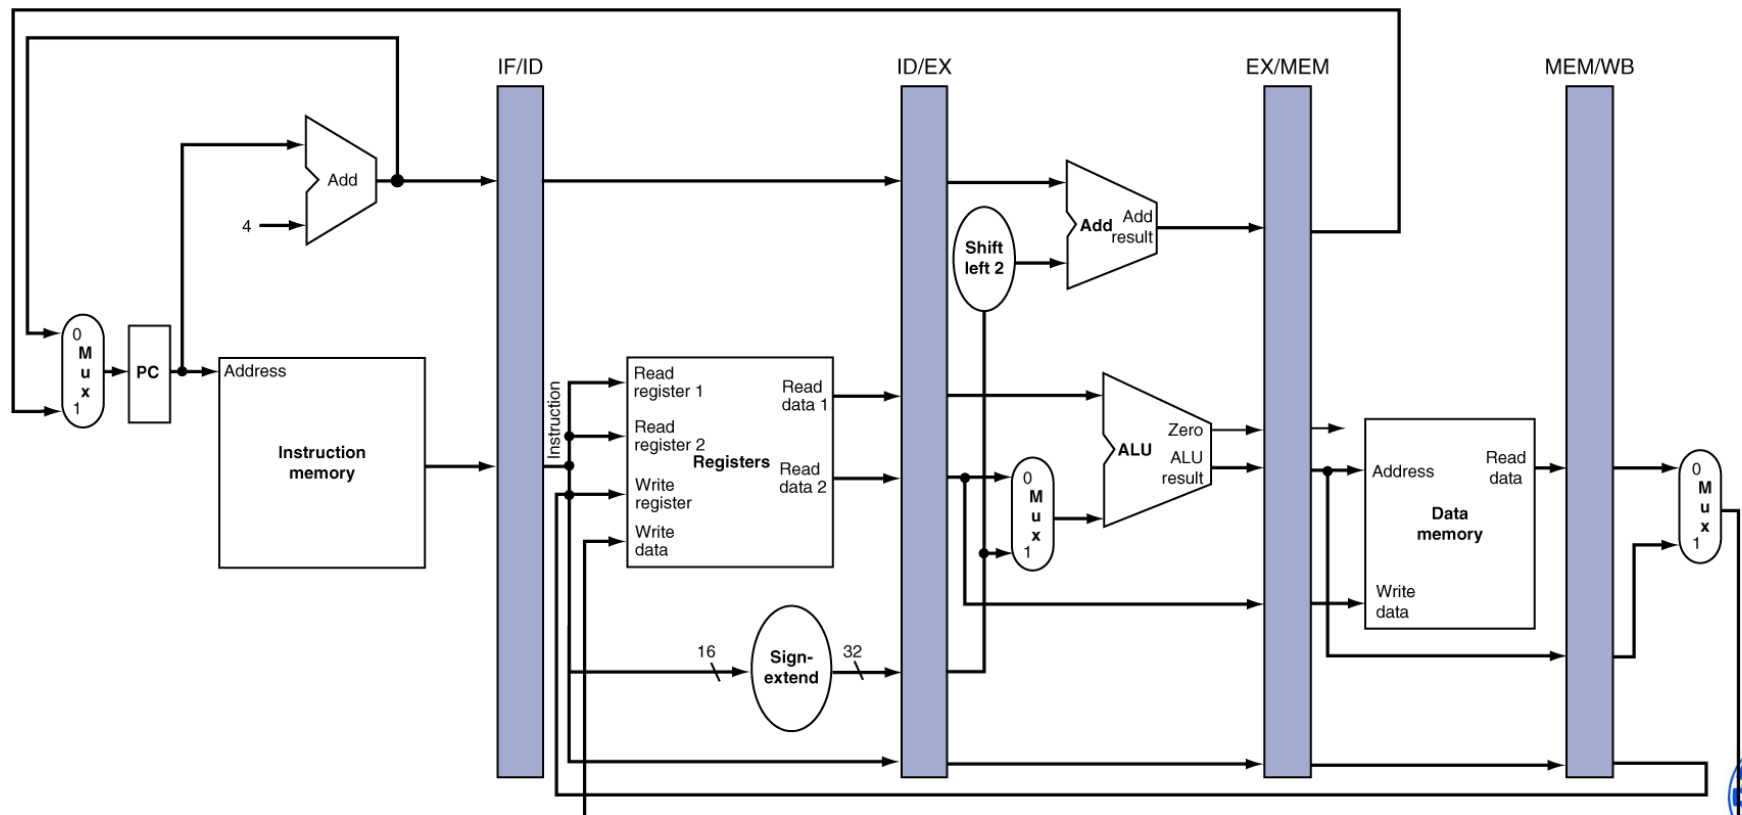 IF/ID
ID/EX
EX/MEM
MEM/WB
Add
4
Shift
left 2
Add
Add
result
0
M
u
x
1
PC
Address
Instruction
memory
Instruction
Read
register 1
Read
register 2
Write
register
Write
data
Registers
Read
data 1
Read
data 2
16
Sign-
extend
32
0
M
u
x
1
Zero
ALU
ALU
result
Address
Read
data
Data
memory
Write
data
0
M
u
x
1